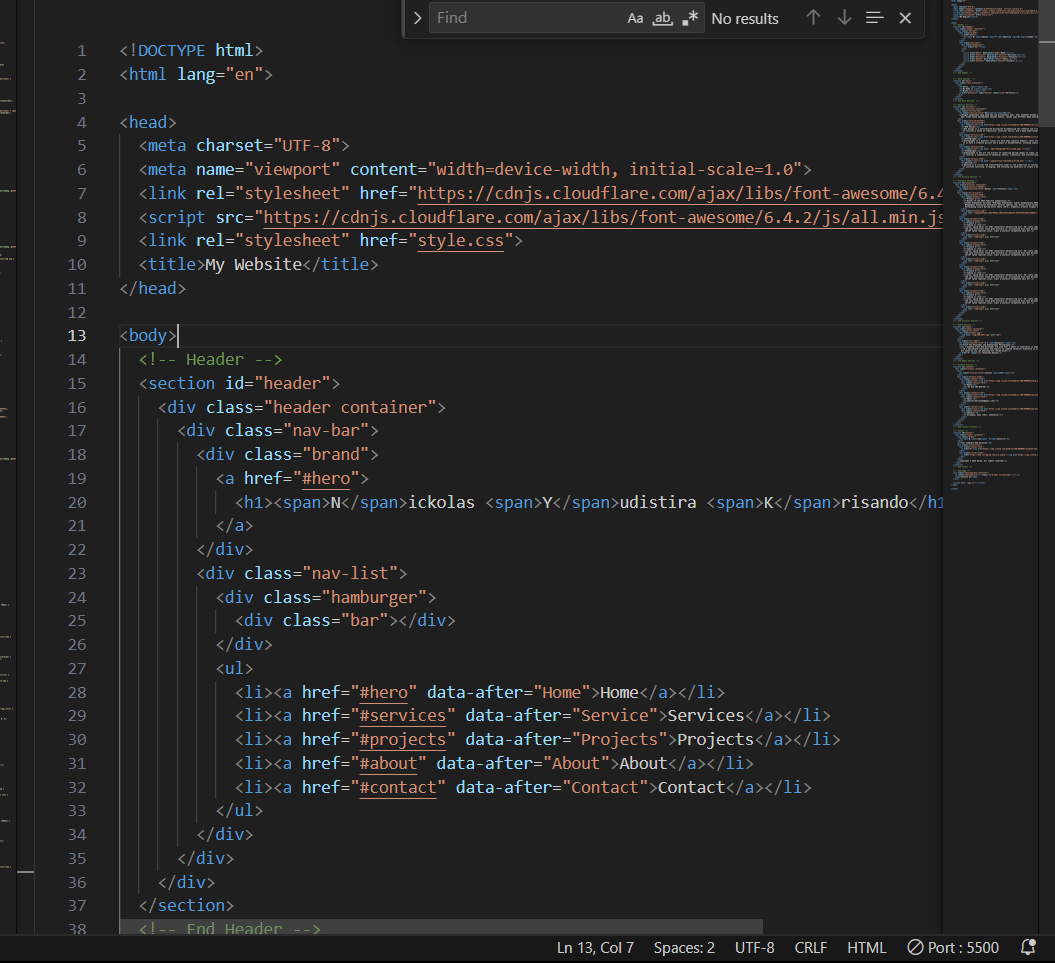 Find Aa ab .* No results
1 <!DOCTYPE html>
2 <html lang="en">
3
4 <head>
5 <meta charset="UTF-8">
6 <meta name="viewport" content="width=device-width, initial-scale=1.0">
7 <link rel="stylesheet" href="https://cdnjs.cloudflare.com/ajax/libs/font-awesome/6.4
8 <script src="https://cdnjs.cloudflare.com/ajax/libs/font-awesome/6.4.2/js/all.min.js
9 <link rel="stylesheet" href="style.css">
10 <title>My Website</title>
11 </head>
12
13 <body>
14 <!-- Header -->
15 <section id="header">
16 <div class="header container">
17 <div class="nav-bar">
18 <div class="brand">
19 <a href="#hero">
20 <h1><span>N</span>ickolas <span>Y</span>udistira <span>K</span>risando</h1
21 </a>
22 </div>
23 <div class="nav-list">
24 <div class="hamburger">
25 <div class="bar"></div>
26 </div>
27 <ul>
28 <li><a href="#hero" data-after="Home">Home</a></li>
29 <li><a href="#services" data-after="Service">Services</a></li>
30 <li><a href="#projects" data-after="Projects">Projects</a></li>
31 <li><a href="#about" data-after="About">About</a></li>
32 <li><a href="#contact" data-after="Contact">Contact</a></li>
33 </ul>
34 </div>
35 </div>
36 </div>
37 </section>
38 <!-- End Header -->
Ln 13, Col 7 Spaces: 2 UTF-8 CRLF HTML Port : 5500